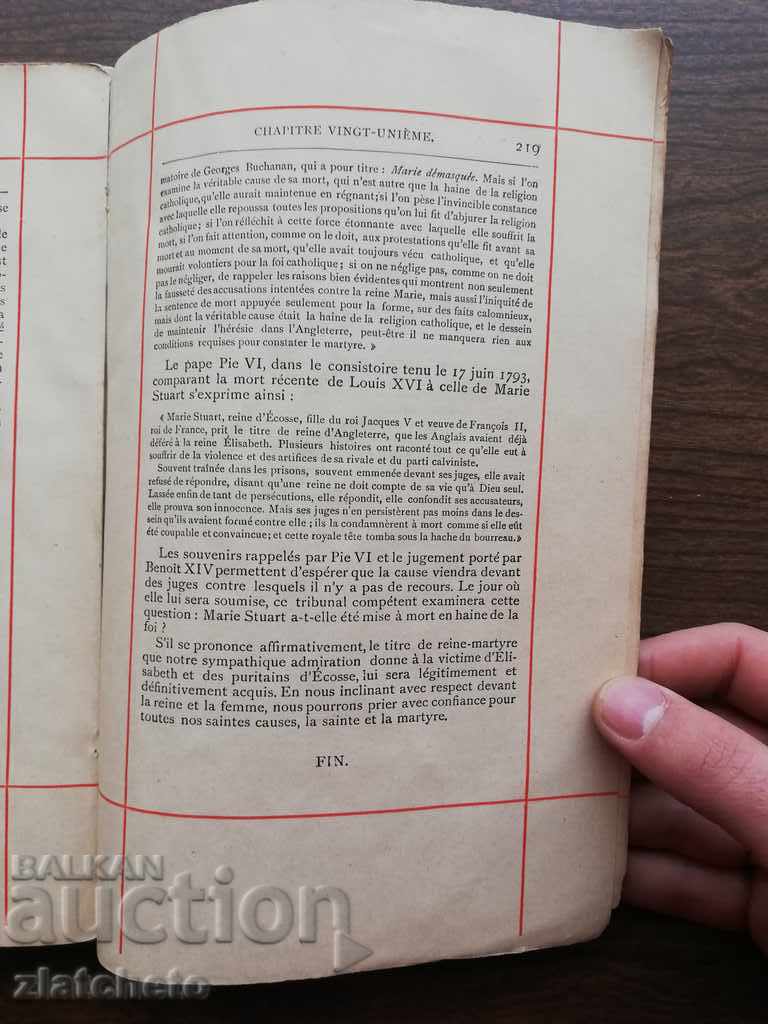 CHAPITRE VINGT-UNIÈME. 219
matoire de Georges Buchanan, qui a pour titre : Marie démasquée. Mais si l'on
examine la véritable cause de sa mort, qui n'est autre que la haine de la religion
catholique, qu'elle aurait maintenue en régnant; si l'on pèse l'invincible constance
avec laquelle elle repoussa toutes les propositions qu'on lui fit d'abjurer la religion
catholique ; si l'on réfléchit à cette force étonnante avec laquelle elle souffrit la
mort, si l'on fait attention, comme on le doit, aux protestations qu'elle fit avant sa
mort et au moment de sa mort, qu'elle avait toujours vécu catholique, et qu'elle
mourait volontiers pour la foi catholique ; si on ne néglige pas, comme on ne doit
pas le négliger, de rappeler les raisons bien évidentes qui montrent non seulement
la fausseté des accusations intentées contre la reine Marie, mais aussi l'iniquité de
la sentence de mort appuyée seulement pour la forme, sur des faits calomnieux,
mais dont la véritable cause était la haine de la religion catholique, et le dessein
de maintenir l'hérésie dans l'Angleterre, peut-être il ne manquera rien aux
conditions requises pour constater le martyre. »
Le pape Pie VI, dans le consistoire tenu le 17 juin 1793,
comparant la mort récente de Louis XVI à celle de Marie
Stuart s'exprime ainsi :
« Marie Stuart, reine d'Écosse, fille du roi Jacques V et veuve de François II,
roi de France, prit le titre de reine d'Angleterre, que les Anglais avaient déjà
déféré à la reine Élisabeth. Plusieurs histoires ont raconté tout ce qu'elle eut à
souffrir de la violence et des artifices de sa rivale et du parti calviniste.
Souvent traînée dans les prisons, souvent emmenée devant ses juges, elle avait
refusé de répondre, disant qu'une reine ne doit compte de sa vie qu'à Dieu seul.
Lassée enfin de tant de persécutions, elle répondit, elle confondit ses accusateurs,
elle prouva son innocence. Mais ses juges n'en persistèrent pas moins dans le des-
sein qu'ils avaient formé contre elle ; ils la condamnèrent à mort comme si elle eût
été coupable et convaincue; et cette royale tête tomba sous la hache du bourreau. »
Les souvenirs rappelés par Pie VI et le jugement porté par
Benoît XIV permettent d'espérer que la cause viendra devant
des juges contre lesquels il n'y a pas de recours. Le jour où
elle lui sera soumise, ce tribunal compétent examinera cette
question : Marie Stuart a-t-elle été mise à mort en haine de la
foi ?
S'il se prononce affirmativement, le titre de reine-martyre
que notre sympathique admiration donne à la victime d'Éli-
sabeth et des puritains d'Écosse, lui sera légitimement et
définitivement acquis. En nous inclinant avec respect devant
la reine et la femme, nous pourrons prier avec confiance pour
toutes nos saintes causes, la sainte et la martyre.
FIN.
BALKAN
auction
zlatcheto